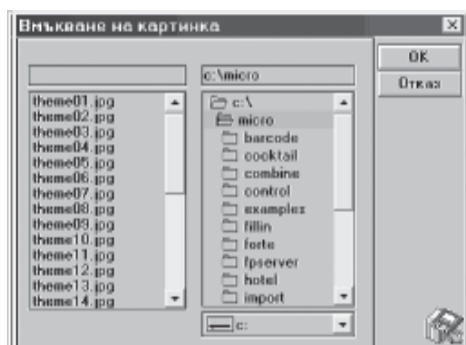 Вмъкване на картинка
c:\micro
OK
Отказ
theme01.jpg
theme02.jpg
theme03.jpg
theme04.jpg
theme05.jpg
theme06.jpg
theme07.jpg
theme08.jpg
theme09.jpg
theme10.jpg
theme11.jpg
theme12.jpg
theme13.jpg
theme14.jpg
c:\
micro
barcode
cooktail
combine
control
examples
fillin
forte
fpserver
hotel
import
c: